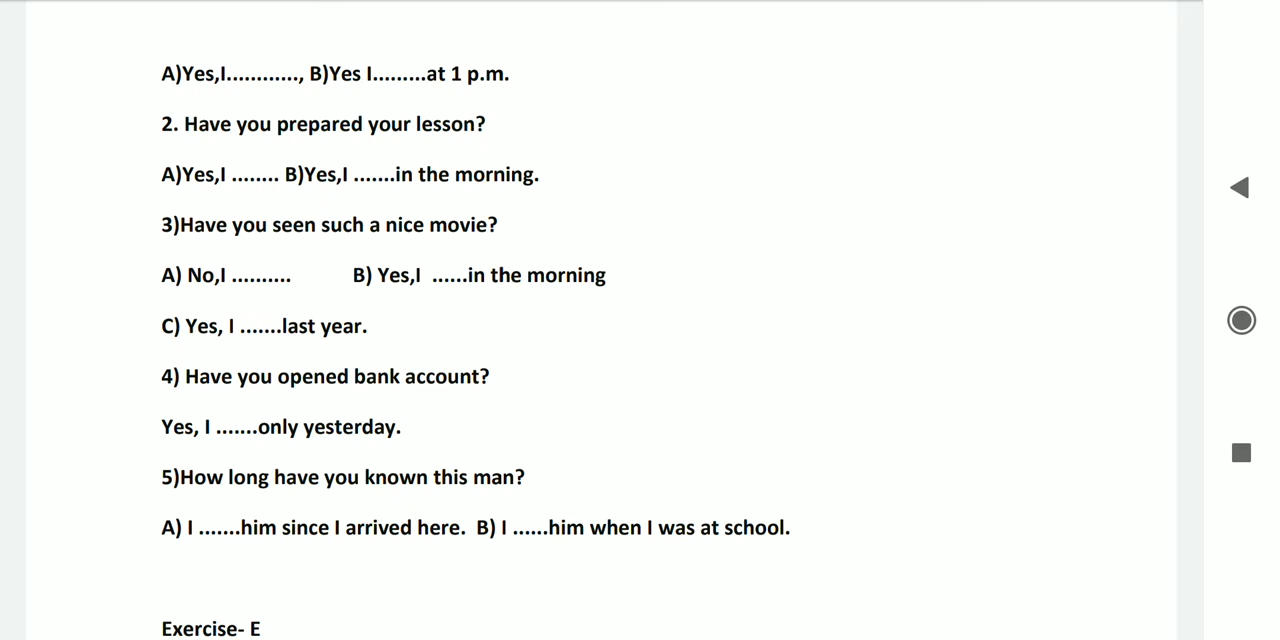 A)Yes,I............, B)Yes I.........at 1 p.m.
2. Have you prepared your lesson?
A)Yes,I ........ B)Yes,I .......in the morning.
3)Have you seen such a nice movie?
A) No,I .......... B) Yes,I ......in the morning
C) Yes, I .......last year.
4) Have you opened bank account?
Yes, I .......only yesterday.
5)How long have you known this man?
A) I .......him since I arrived here. B) I ......him when I was at school.
Exercise- E